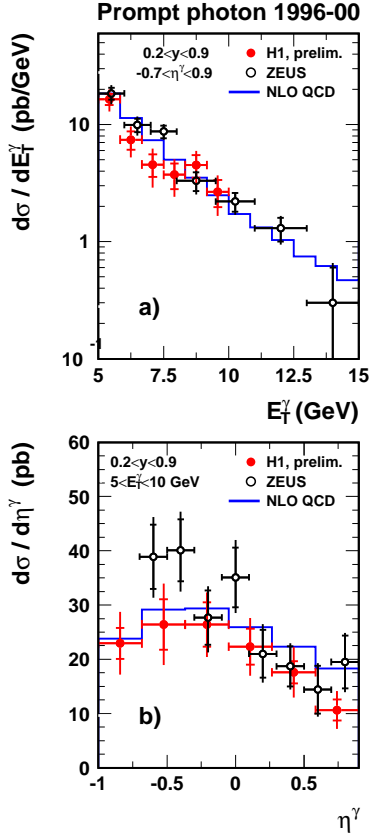 Prompt photon 1996-00
dσ / dE_T^γ (pb/GeV)
0.2<y<0.9
-0.7<η^γ<0.9
H1, prelim.
ZEUS
NLO QCD
10
1
10
-1
a)
5
7.5
10
12.5
15
E_T^γ (GeV)
dσ / dη^γ (pb)
0.2<y<0.9
5<E_T^γ<10 GeV
H1, prelim.
ZEUS
NLO QCD
60
50
40
30
20
10
0
b)
-1
-0.5
0
0.5
η^γ